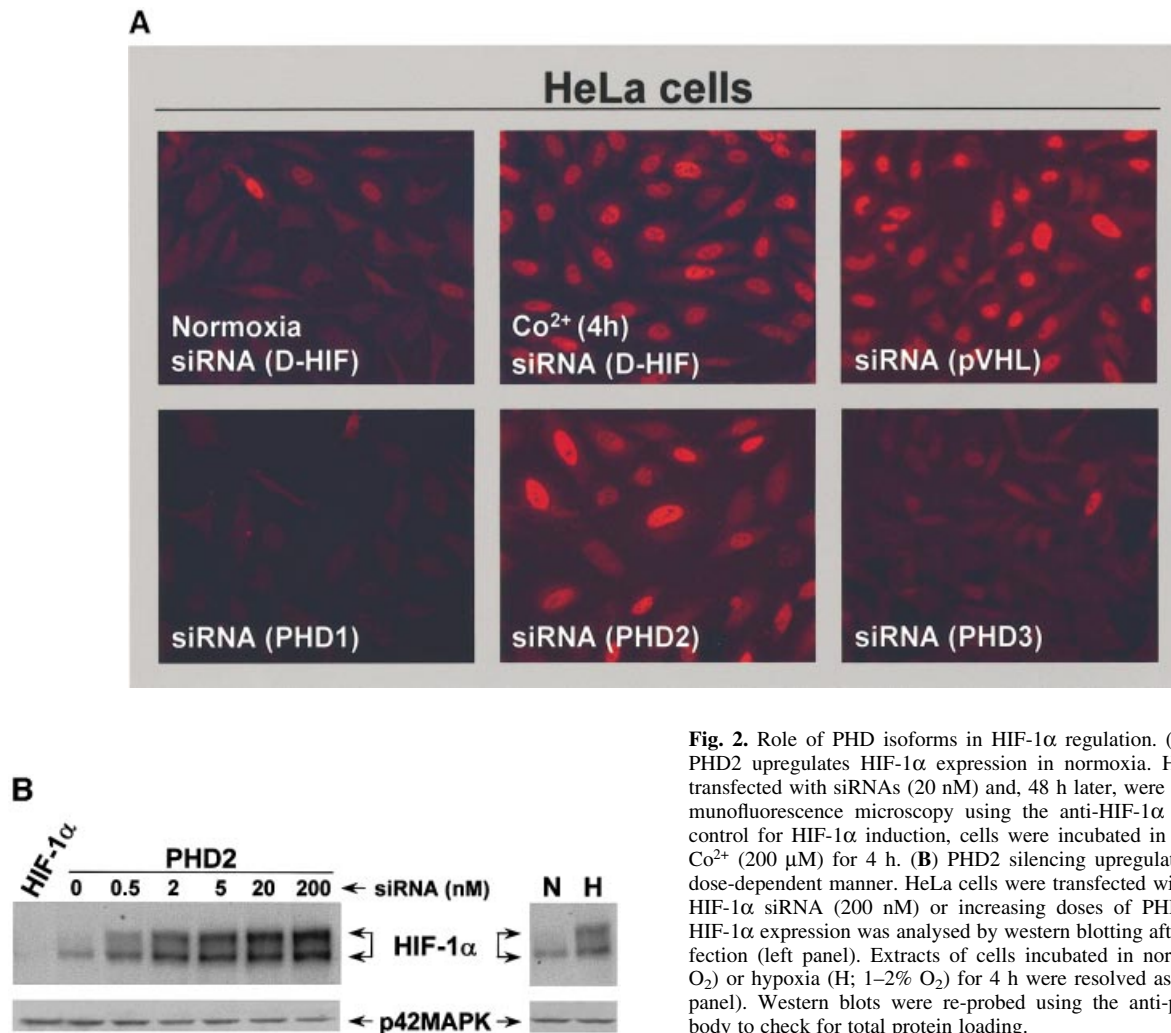 A
HeLa cells
Normoxia
siRNA (D-HIF)
Co²⁺ (4h)
siRNA (D-HIF)
siRNA (pVHL)
siRNA (PHD1)
siRNA (PHD2)
siRNA (PHD3)
B
HIF-1α
PHD2
0 0.5 2 5 20 200 ← siRNA (nM)
N H
HIF-1α
←p42MAPK→
Fig. 2. Role of PHD isoforms in HIF-1α regulation. (
PHD2 upregulates HIF-1α expression in normoxia. H
transfected with siRNAs (20 nM) and, 48 h later, were
munofluorescence microscopy using the anti-HIF-1α
control for HIF-1α induction, cells were incubated in
Co²⁺ (200 μM) for 4 h. (B) PHD2 silencing upregulat
dose-dependent manner. HeLa cells were transfected wi
HIF-1α siRNA (200 nM) or increasing doses of PHI
HIF-1α expression was analysed by western blotting afte
fection (left panel). Extracts of cells incubated in nor
O₂) or hypoxia (H; 1–2% O₂) for 4 h were resolved as
panel). Western blots were re-probed using the anti-p
body to check for total protein loading.